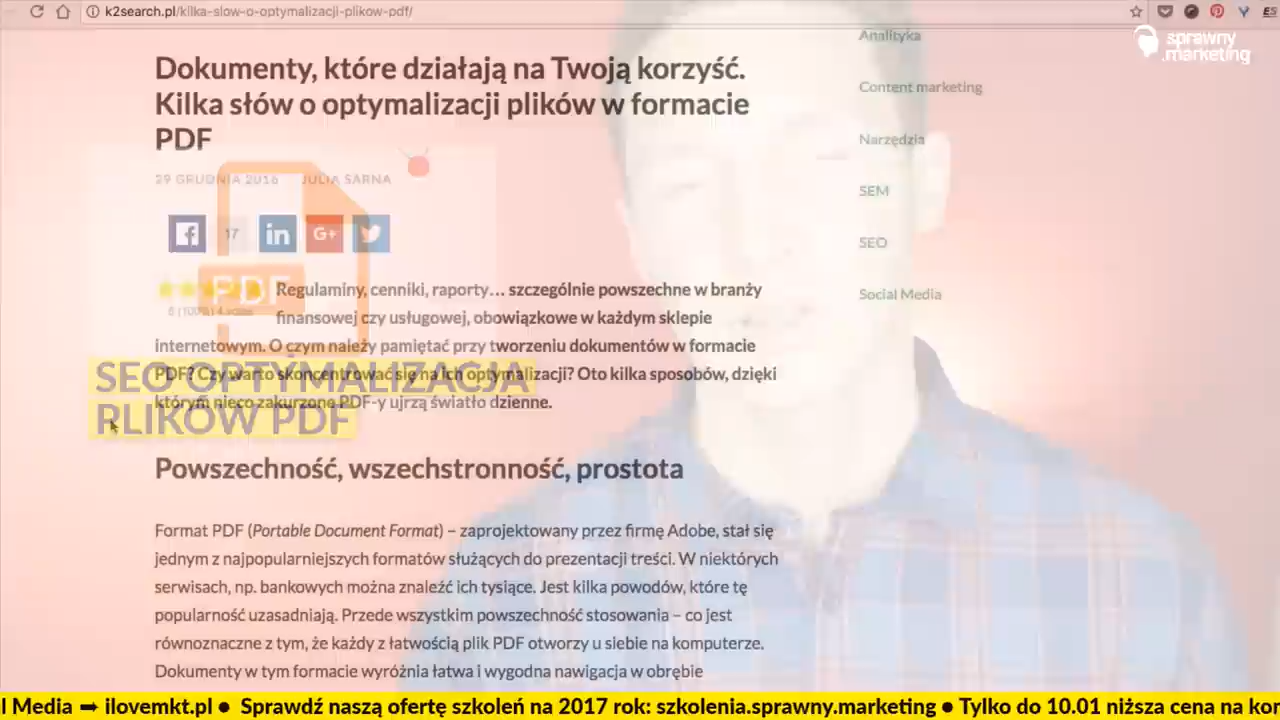 k2search.pl/kilka-slow-o-optymalizacji-plikow-pdf/
sprawny
.marketing
Dokumenty, które działają na Twoją korzyść.
Kilka słów o optymalizacji plików w formacie
PDF
29 GRUDNIA 2016 JULIA SARNA
17
in
G+
PDF
Regulaminy, cenniki, raporty… szczególnie powszechne w branży
finansowej czy usługowej, obowiązkowe w każdym sklepie
internetowym. O czym należy pamiętać przy tworzeniu dokumentów w formacie
PDF? Czy warto skoncentrować się na ich optymalizacji? Oto kilka sposobów, dzięki
którym nieco zakurzone PDF-y ujrzą światło dzienne.
SEO OPTYMALIZACJA
PLIKÓW PDF
Powszechność, wszechstronność, prostota
Format PDF (Portable Document Format) – zaprojektowany przez firmę Adobe, stał się
jednym z najpopularniejszych formatów służących do prezentacji treści. W niektórych
serwisach, np. bankowych można znaleźć ich tysiące. Jest kilka powodów, które tę
popularność uzasadniają. Przede wszystkim powszechność stosowania – co jest
równoznaczne z tym, że każdy z łatwością plik PDF otworzy u siebie na komputerze.
Dokumenty w tym formacie wyróżnia łatwa i wygodna nawigacja w obrębie
Analityka
Content marketing
Narzędzia
SEM
SEO
Social Media
l Media ➡ ilovemkt.pl ● Sprawdź naszą ofertę szkoleń na 2017 rok: szkolenia.sprawny.marketing ● Tylko do 10.01 niższa cena na kon